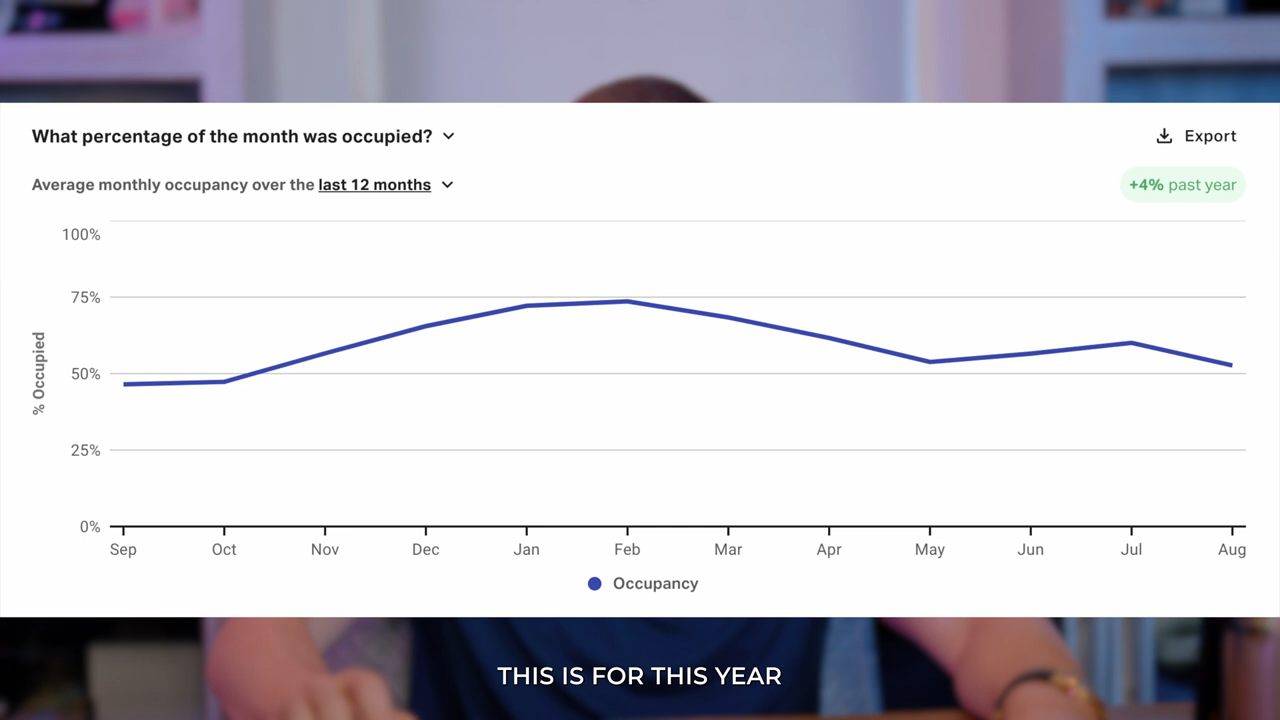 What percentage of the month was occupied?
Export
Average monthly occupancy over the last 12 months
+4% past year
100%
75%
50%
25%
0%
% Occupied
Sep Oct Nov Dec Jan Feb Mar Apr May Jun Jul Aug
Occupancy
THIS IS FOR THIS YEAR